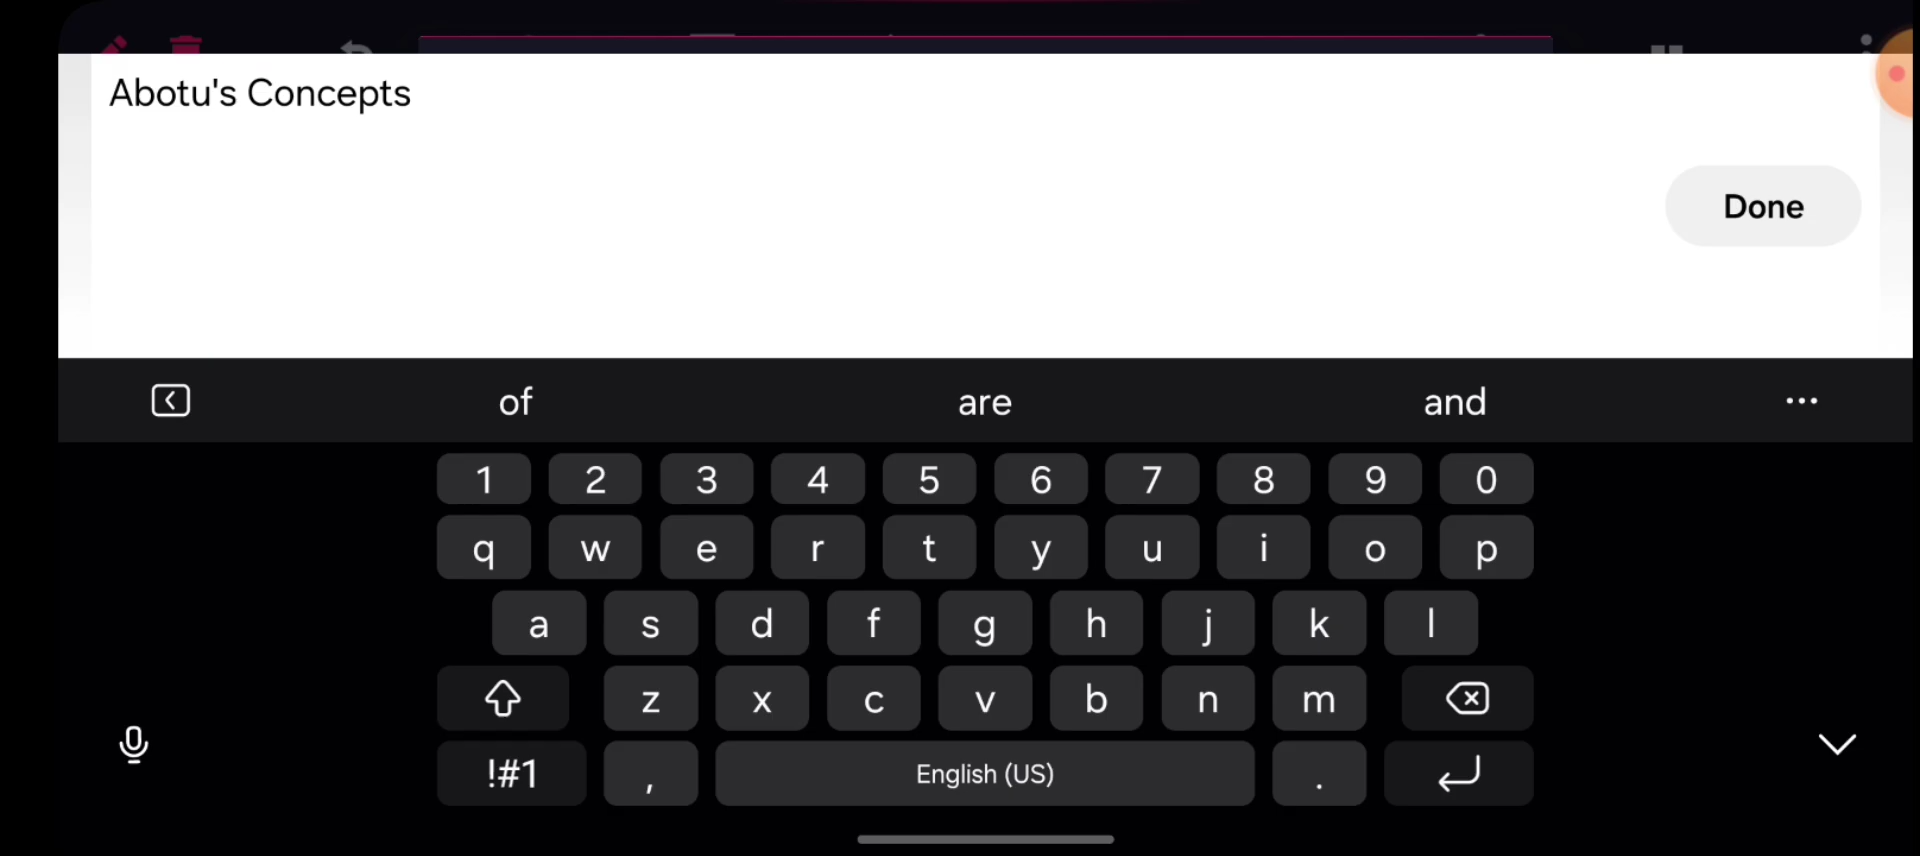 Abotu's Concepts
Done
of are and
1 2 3 4 5 6 7 8 9 0
q w e r t y u i o p
a s d f g h j k l
z x c v b n m
!#1 , English (US) .